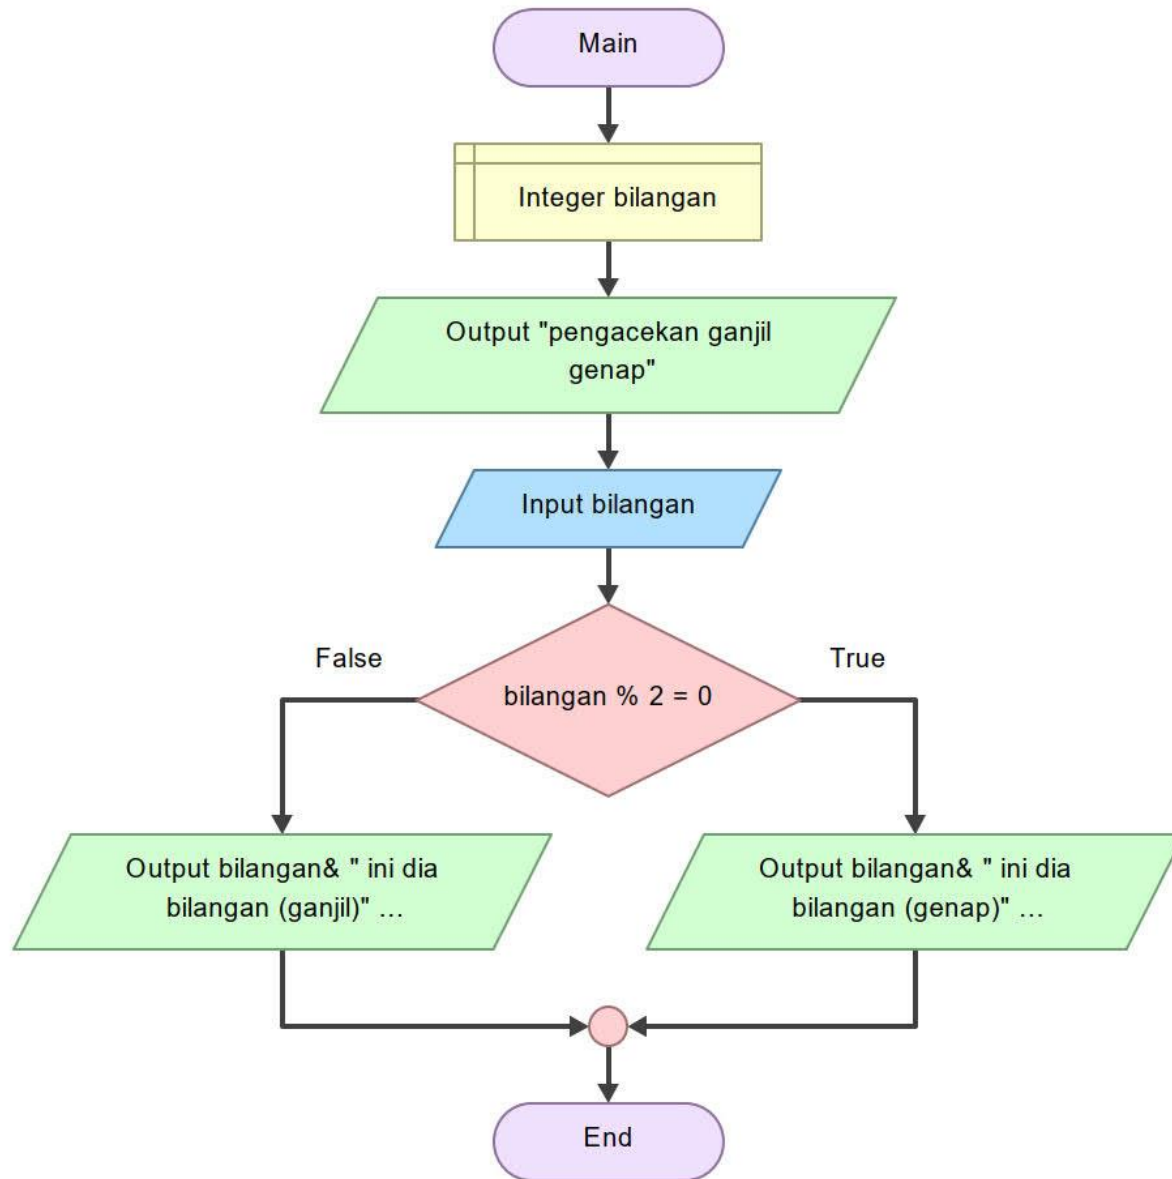 Main
Integer bilangan
Output "pengacekan ganjil
genap"
Input bilangan
False
True
bilangan % 2 = 0
Output bilangan& " ini dia
bilangan (ganjil)" ...
Output bilangan& " ini dia
bilangan (genap)" ...
End